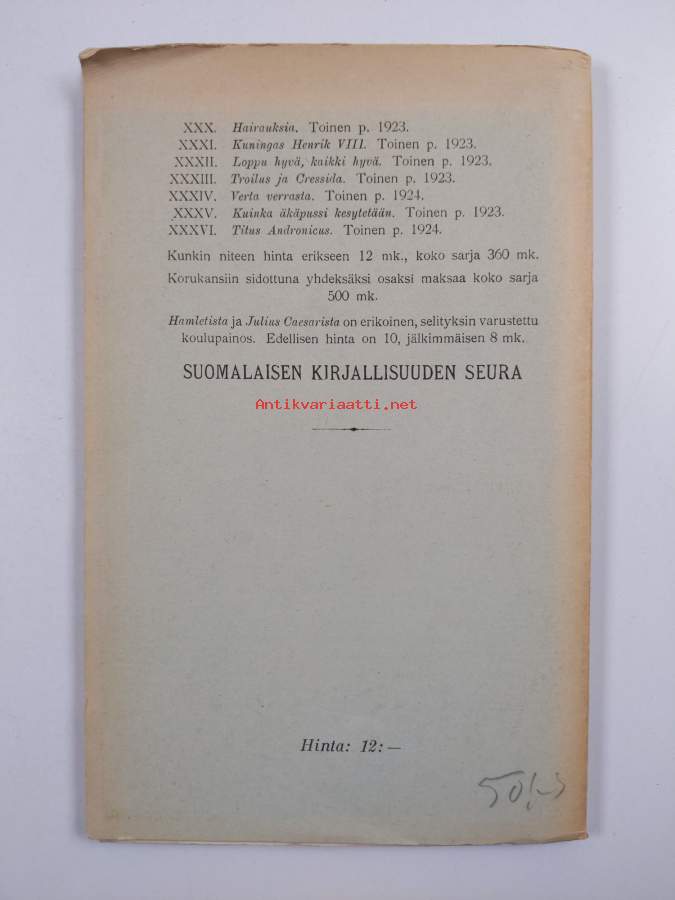 XXX. Hairauksia. Toinen p. 1923.
XXXI. Kuningas Henrik VIII. Toinen p. 1923.
XXXII. Loppu hyvä, kaikki hyvä. Toinen p. 1923.
XXXIII. Troilus ja Cressida. Toinen p. 1923.
XXXIV. Verta verrasta. Toinen p. 1924.
XXXV. Kuinka äkäpussi kesytetään. Toinen p. 1923.
XXXVI. Titus Andronicus. Toinen p. 1924.
Kunkin niteen hinta erikseen 12 mk., koko sarja 360 mk.
Korukansiin sidottuna yhdeksäksi osaksi maksaa koko sarja
500 mk.
Hamletista ja Julius Caesarista on erikoinen, selityksin varustettu
koulupainos. Edellisen hinta on 10, jälkimmäisen 8 mk.
SUOMALAISEN KIRJALLISUUDEN SEURA
Antikvariaatti.net
Hinta: 12:—